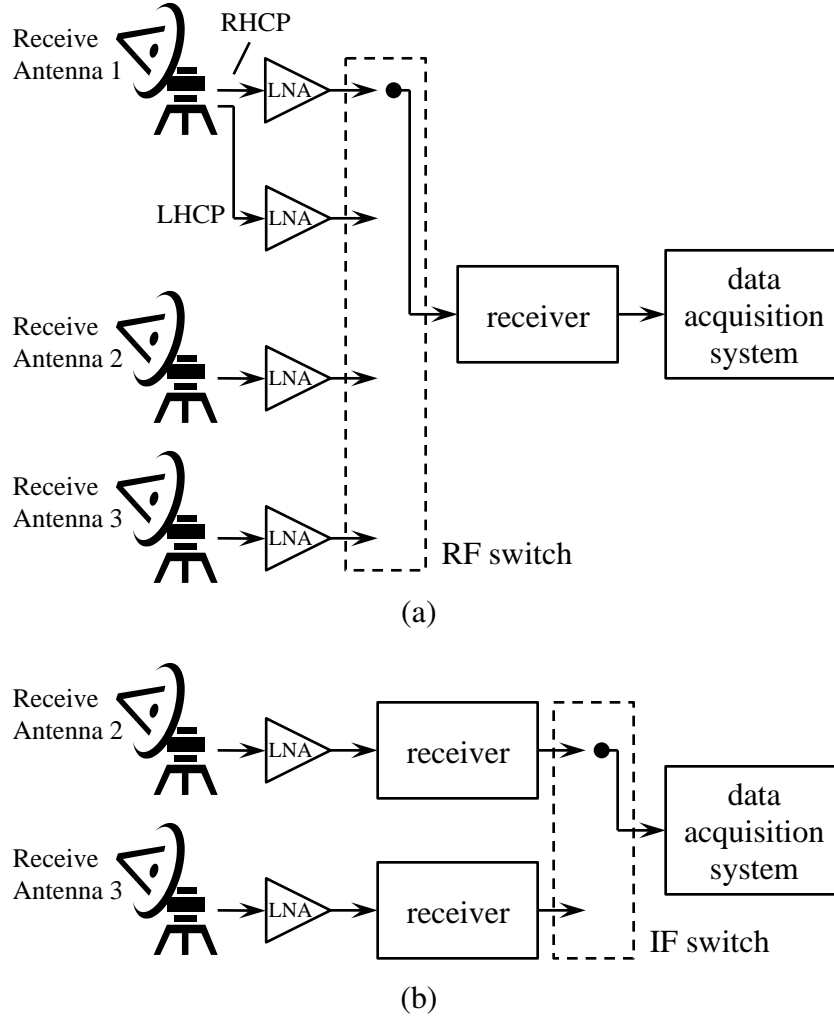 Receive
Antenna 1
RHCP
LNA
LHCP
LNA
Receive
Antenna 2
LNA
receiver
data
acquisition
system
Receive
Antenna 3
LNA
RF switch
(a)
Receive
Antenna 2
LNA
receiver
data
acquisition
system
Receive
Antenna 3
LNA
receiver
IF switch
(b)